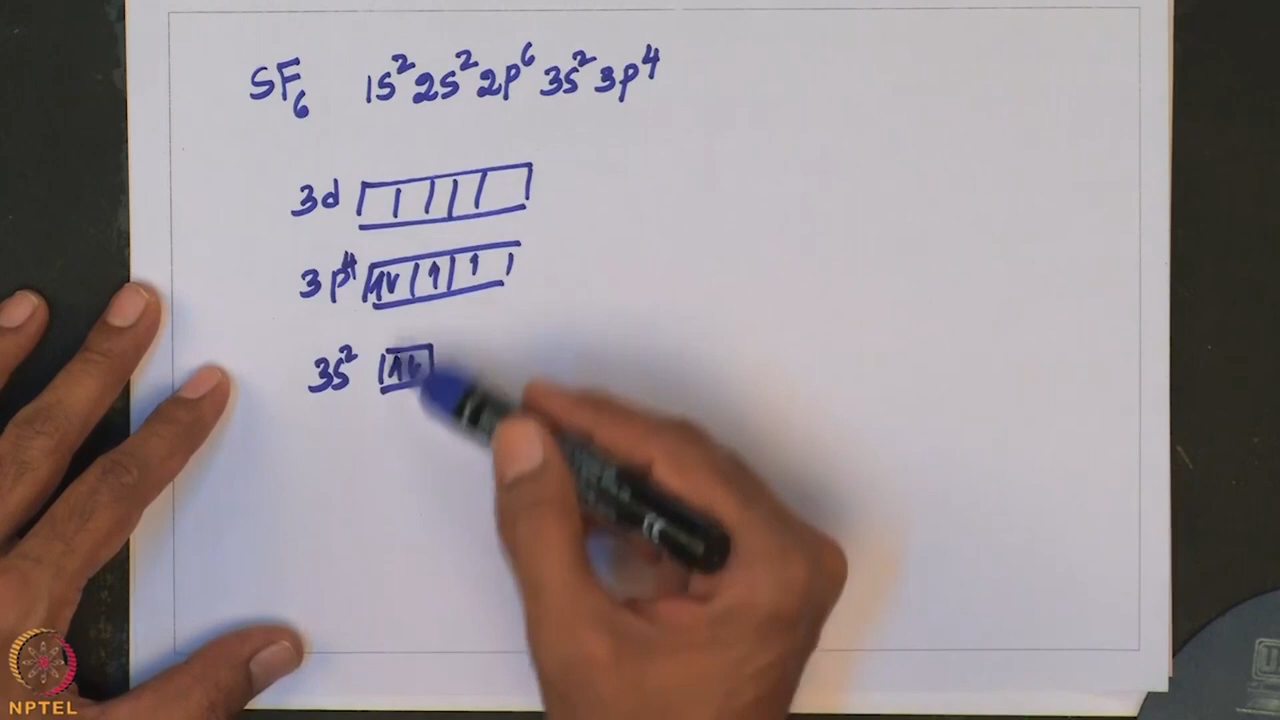 SF₆ 1s² 2s² 2p⁶ 3s² 3p⁴
3d
3p⁴ ↑↓ ↑ ↑
3s² ↑↓
NPTEL